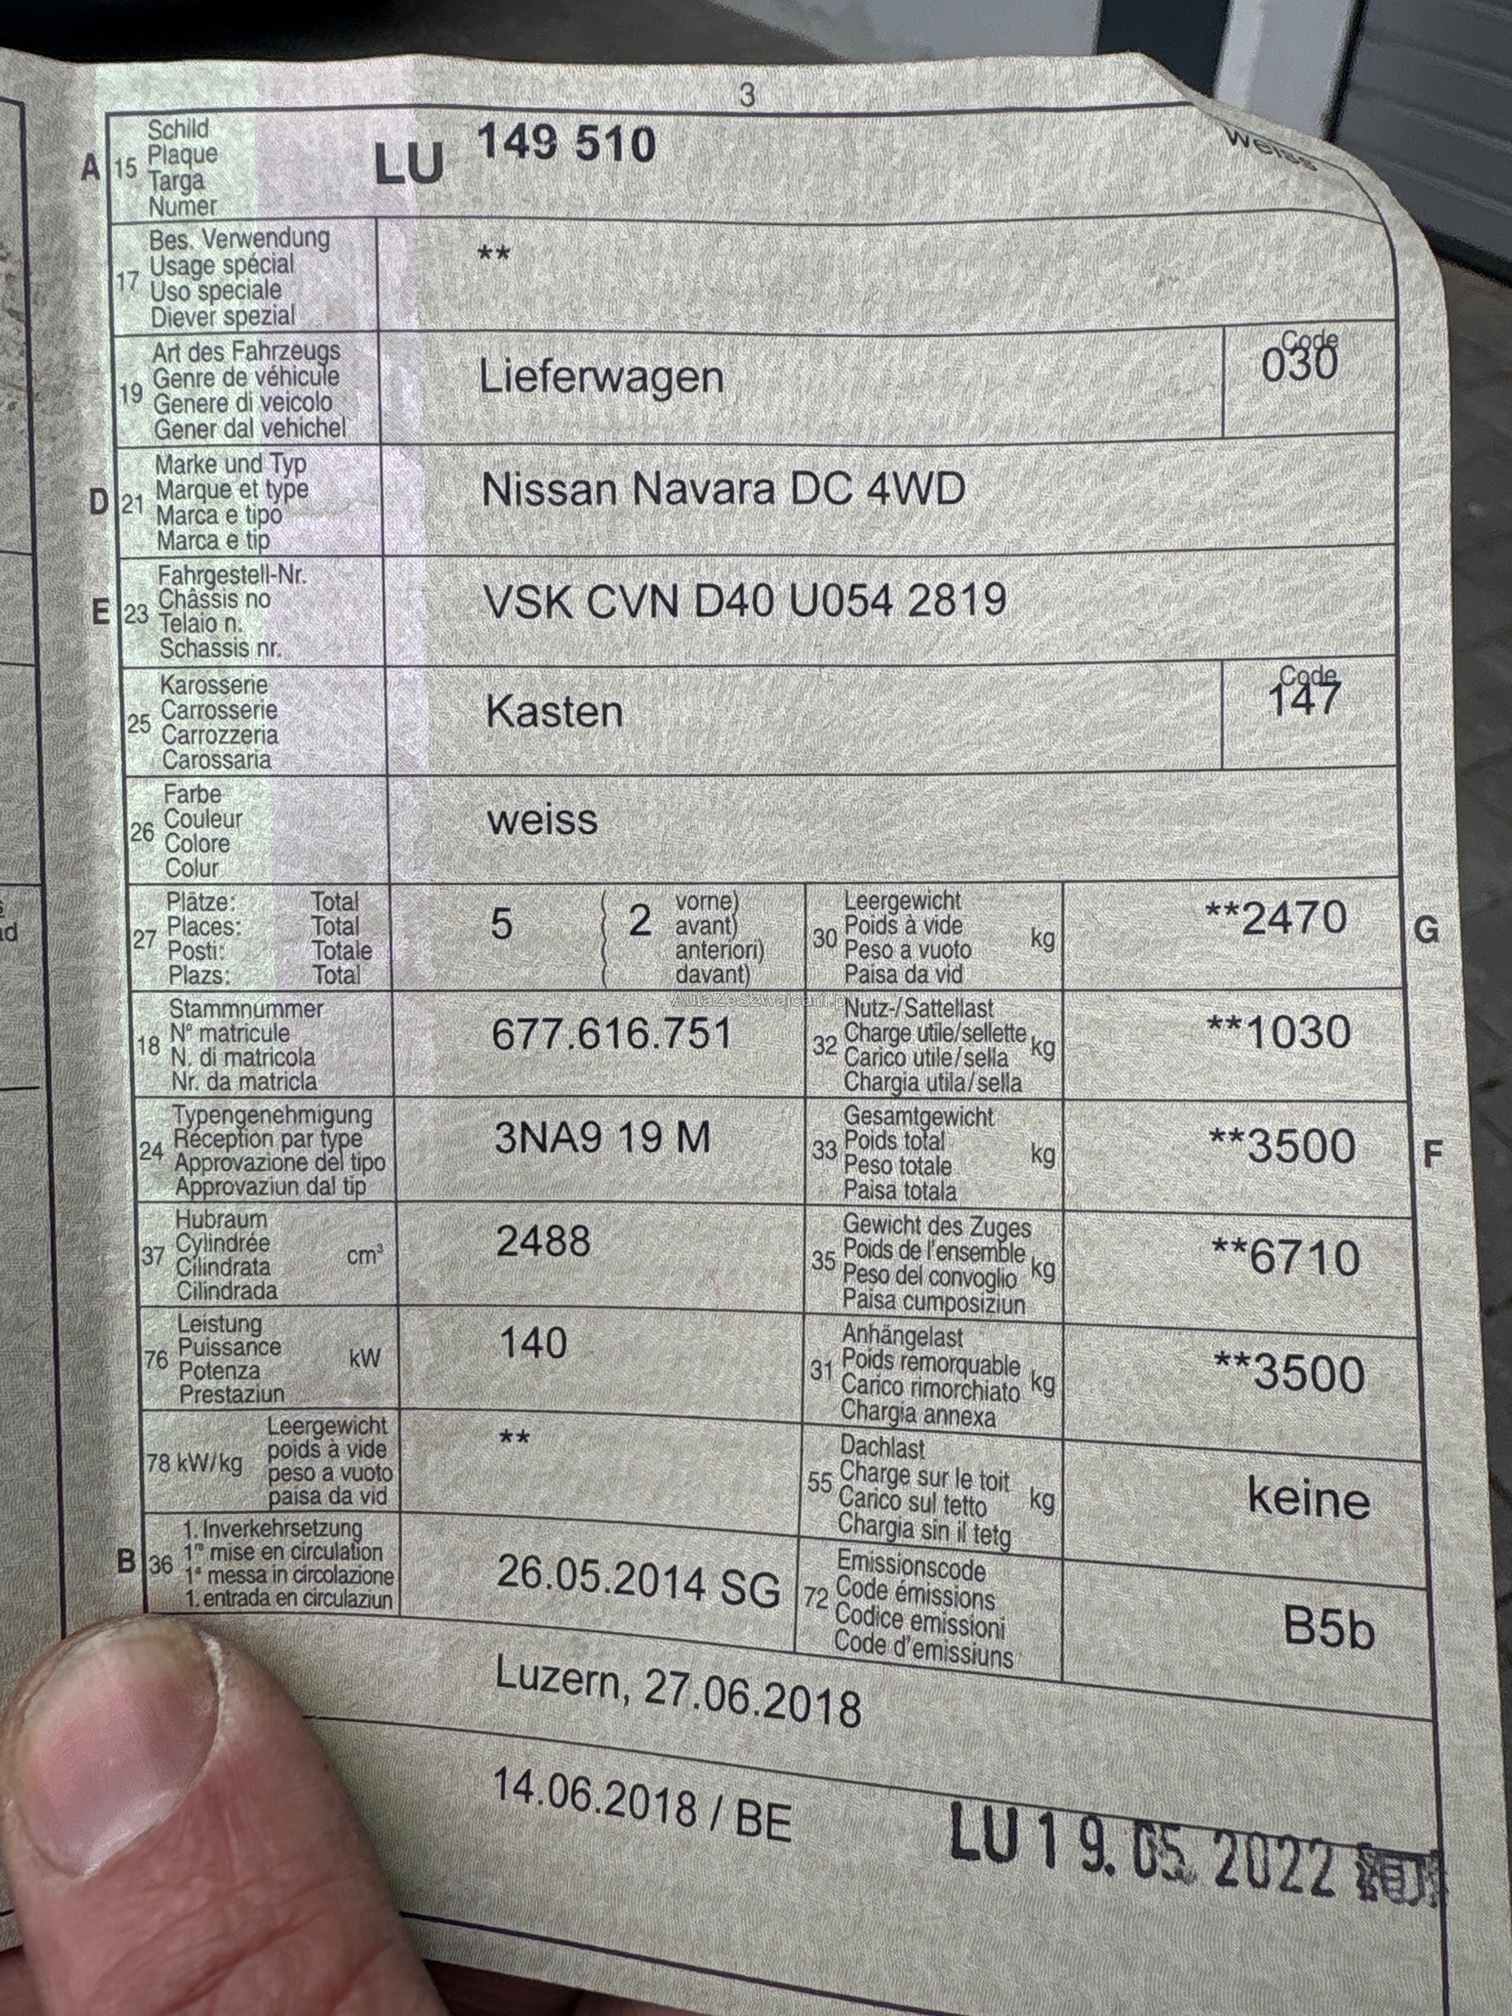 3
A 15 Schild
Plaque
Targa
Numer
LU 149 510
weiss
17 Bes. Verwendung
Usage spécial
Uso speciale
Diever spezial
**
19 Art des Fahrzeugs
Genre de véhicule
Genere di veicolo
Gener dal vehichel
Lieferwagen
Code
030
D 21 Marke und Typ
Marque et type
Marca e tipo
Marca e tip
Nissan Navara DC 4WD
E 23 Fahrgestell-Nr.
Châssis no
Telaio n.
Schassis nr.
VSK CVN D40 U054 2819
25 Karosserie
Carrosserie
Carrozzeria
Carossaria
Kasten
Code
147
26 Farbe
Couleur
Colore
Colur
weiss
27 Plätze: Total
Places: Total
Posti: Totale
Plazs: Total
5 ( 2 vorne)
( avant)
( anteriori)
( davant)
30 Leergewicht
Poids à vide
Peso a vuoto
Paisa da vid
kg
**2470 G
AutaZeSzwajcarii.p
18 Stammnummer
N° matricule
N. di matricola
Nr. da matricla
677.616.751
32 Nutz-/Sattellast
Charge utile/sellette
Carico utile/sella
Chargia utila/sella
kg
**1030
24 Typengenehmigung
Réception par type
Approvazione del tipo
Approvaziun dal tip
3NA9 19 M
33 Gesamtgewicht
Poids total
Peso totale
Paisa totala
kg
**3500 F
37 Hubraum
Cylindrée
Cilindrata
Cilindrada
cm³
2488
35 Gewicht des Zuges
Poids de l'ensemble
Peso del convoglio
Paisa cumposiziun
kg
**6710
76 Leistung
Puissance
Potenza
Prestaziun
kW
140
31 Anhängelast
Poids remorquable
Carico rimorchiato
Chargia annexa
kg
**3500
78 kW/kg Leergewicht
poids à vide
peso a vuoto
paisa da vid
**
55 Dachlast
Charge sur le toit
Carico sul tetto
Chargia sin il tetg
kg
keine
B 36 1. Inverkehrsetzung
1re mise en circulation
1a messa in circolazione
1. entrada en circulaziun
26.05.2014 SG
72 Emissionscode
Code émissions
Codice emissioni
Code d'emissiuns
B5b
Luzern, 27.06.2018
14.06.2018 / BE
LU 19. 05. 2022